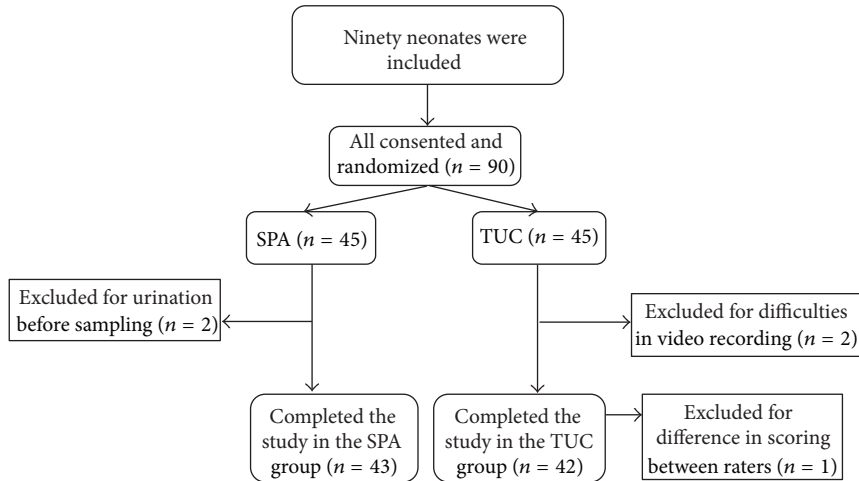 Ninety neonates were
included
All consented and
randomized (n = 90)
SPA (n = 45)
TUC (n = 45)
Excluded for urination
before sampling (n = 2)
Excluded for difficulties
in video recording (n = 2)
Completed the
study in the SPA
group (n = 43)
Completed the
study in the TUC
group (n = 42)
Excluded for
difference in scoring
between raters (n = 1)